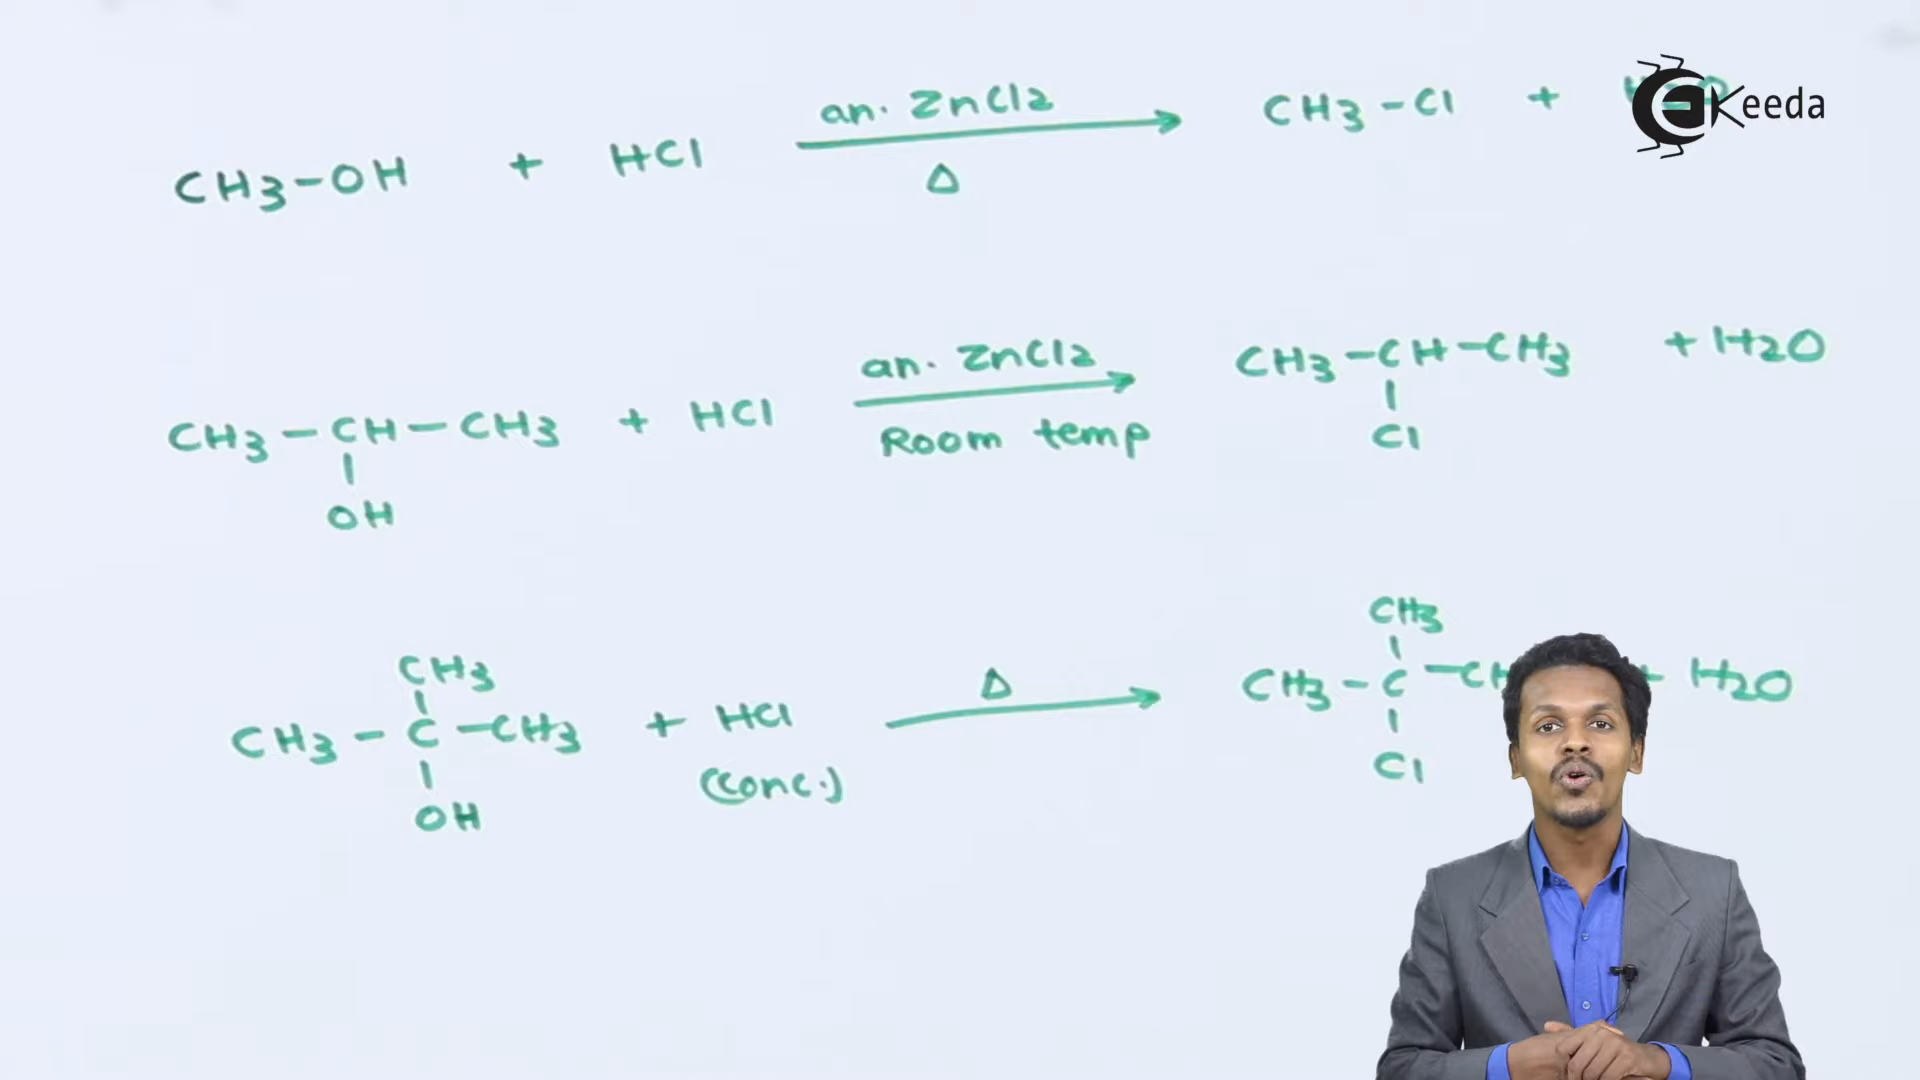 an. ZnCl2
CH3-OH + HCl ⟶ CH3-Cl +
Δ
Keeda
an. ZnCl2
CH3-CH-CH3 + HCl ⟶ CH3-CH-CH3 + H2O
Room temp
OH Cl
CH3 CH3
Δ
CH3-C-CH3 + HCl ⟶ CH3-C-CH + H2O
(conc.)
OH Cl